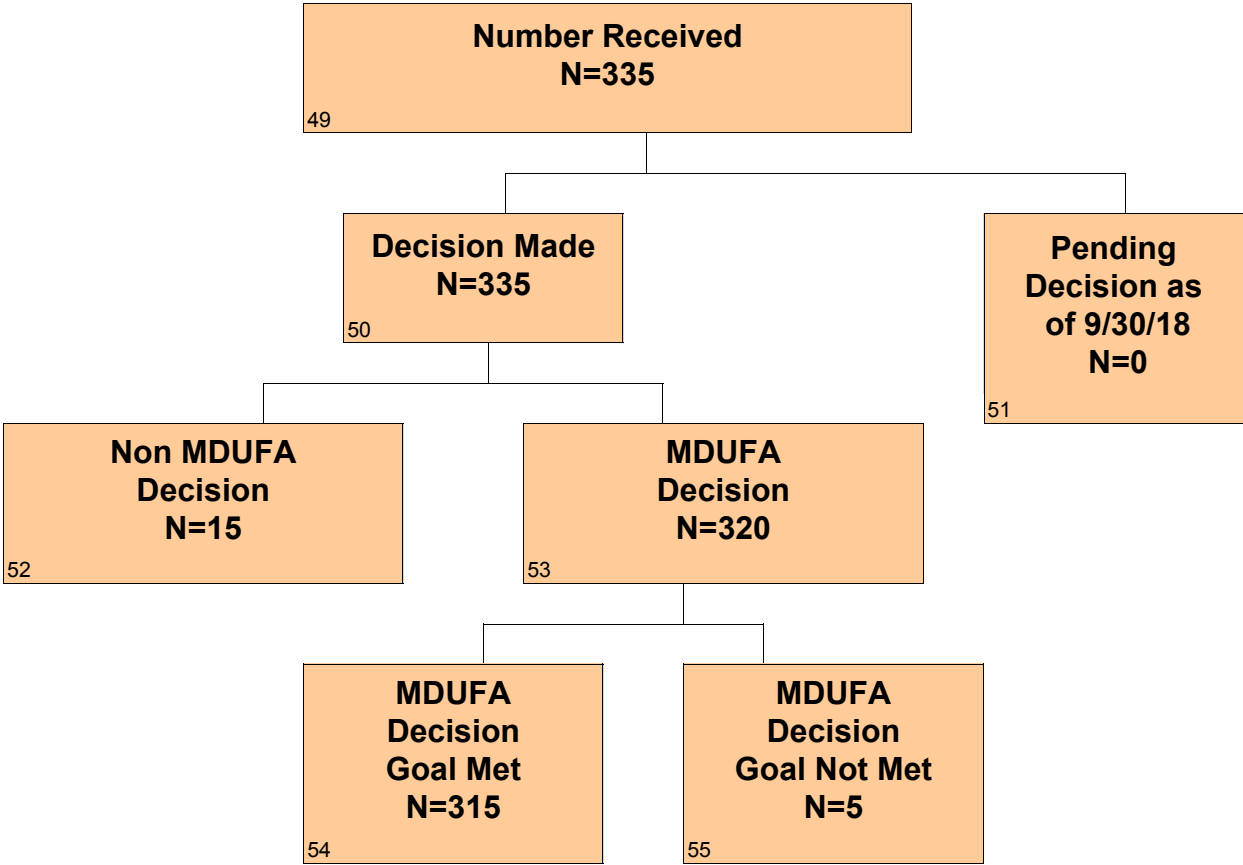 Number Received
N=335
49
Decision Made
N=335
50
Pending
Decision as
of 9/30/18
N=0
51
Non MDUFA
Decision
N=15
52
MDUFA
Decision
N=320
53
MDUFA
Decision
Goal Met
N=315
54
MDUFA
Decision
Goal Not Met
N=5
55